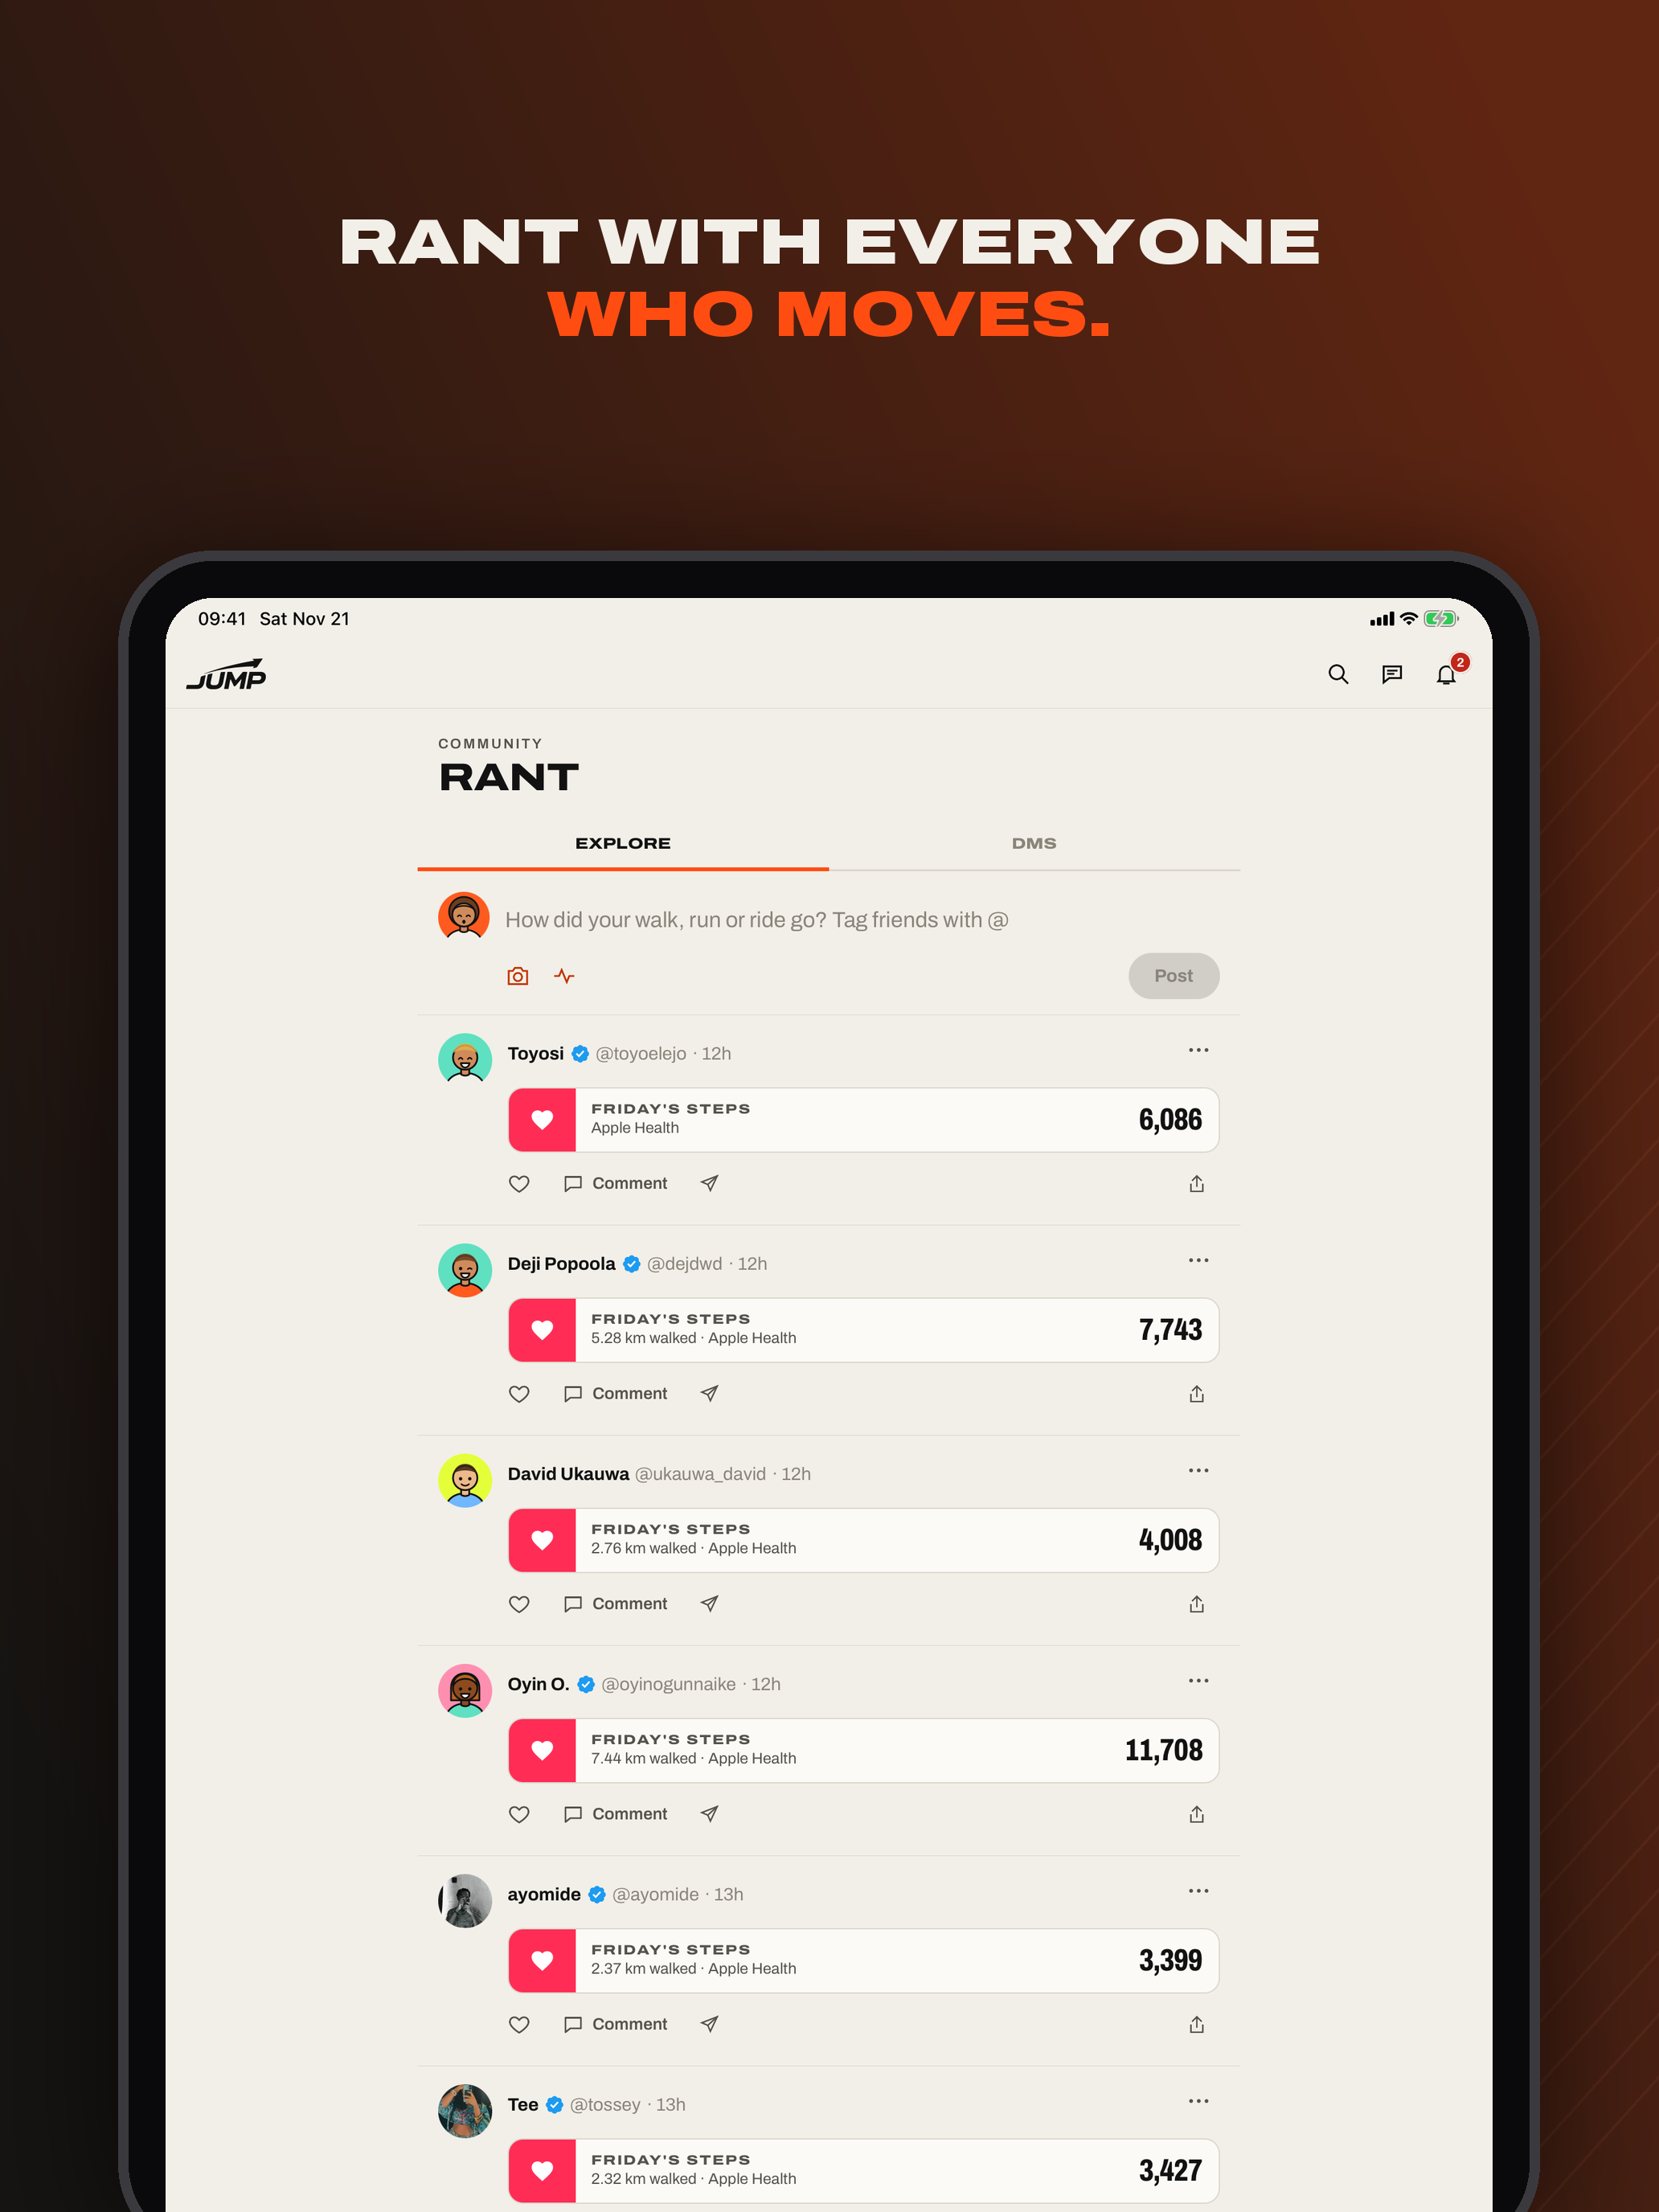 RANT WITH EVERYONE
WHO MOVES.
09:41 Sat Nov 21
JUMP
2
COMMUNITY
RANT
EXPLORE DMS
How did your walk, run or ride go? Tag friends with @
Post
Toyosi @toyoelejo · 12h
FRIDAY'S STEPS
Apple Health
6,086
Comment
Deji Popoola @dejdwd · 12h
FRIDAY'S STEPS
5.28 km walked · Apple Health
7,743
Comment
David Ukauwa @ukauwa_david · 12h
FRIDAY'S STEPS
2.76 km walked · Apple Health
4,008
Comment
Oyin O. @oyinogunnaike · 12h
FRIDAY'S STEPS
7.44 km walked · Apple Health
11,708
Comment
ayomide @ayomide · 13h
FRIDAY'S STEPS
2.37 km walked · Apple Health
3,399
Comment
Tee @tossey · 13h
FRIDAY'S STEPS
2.32 km walked · Apple Health
3,427